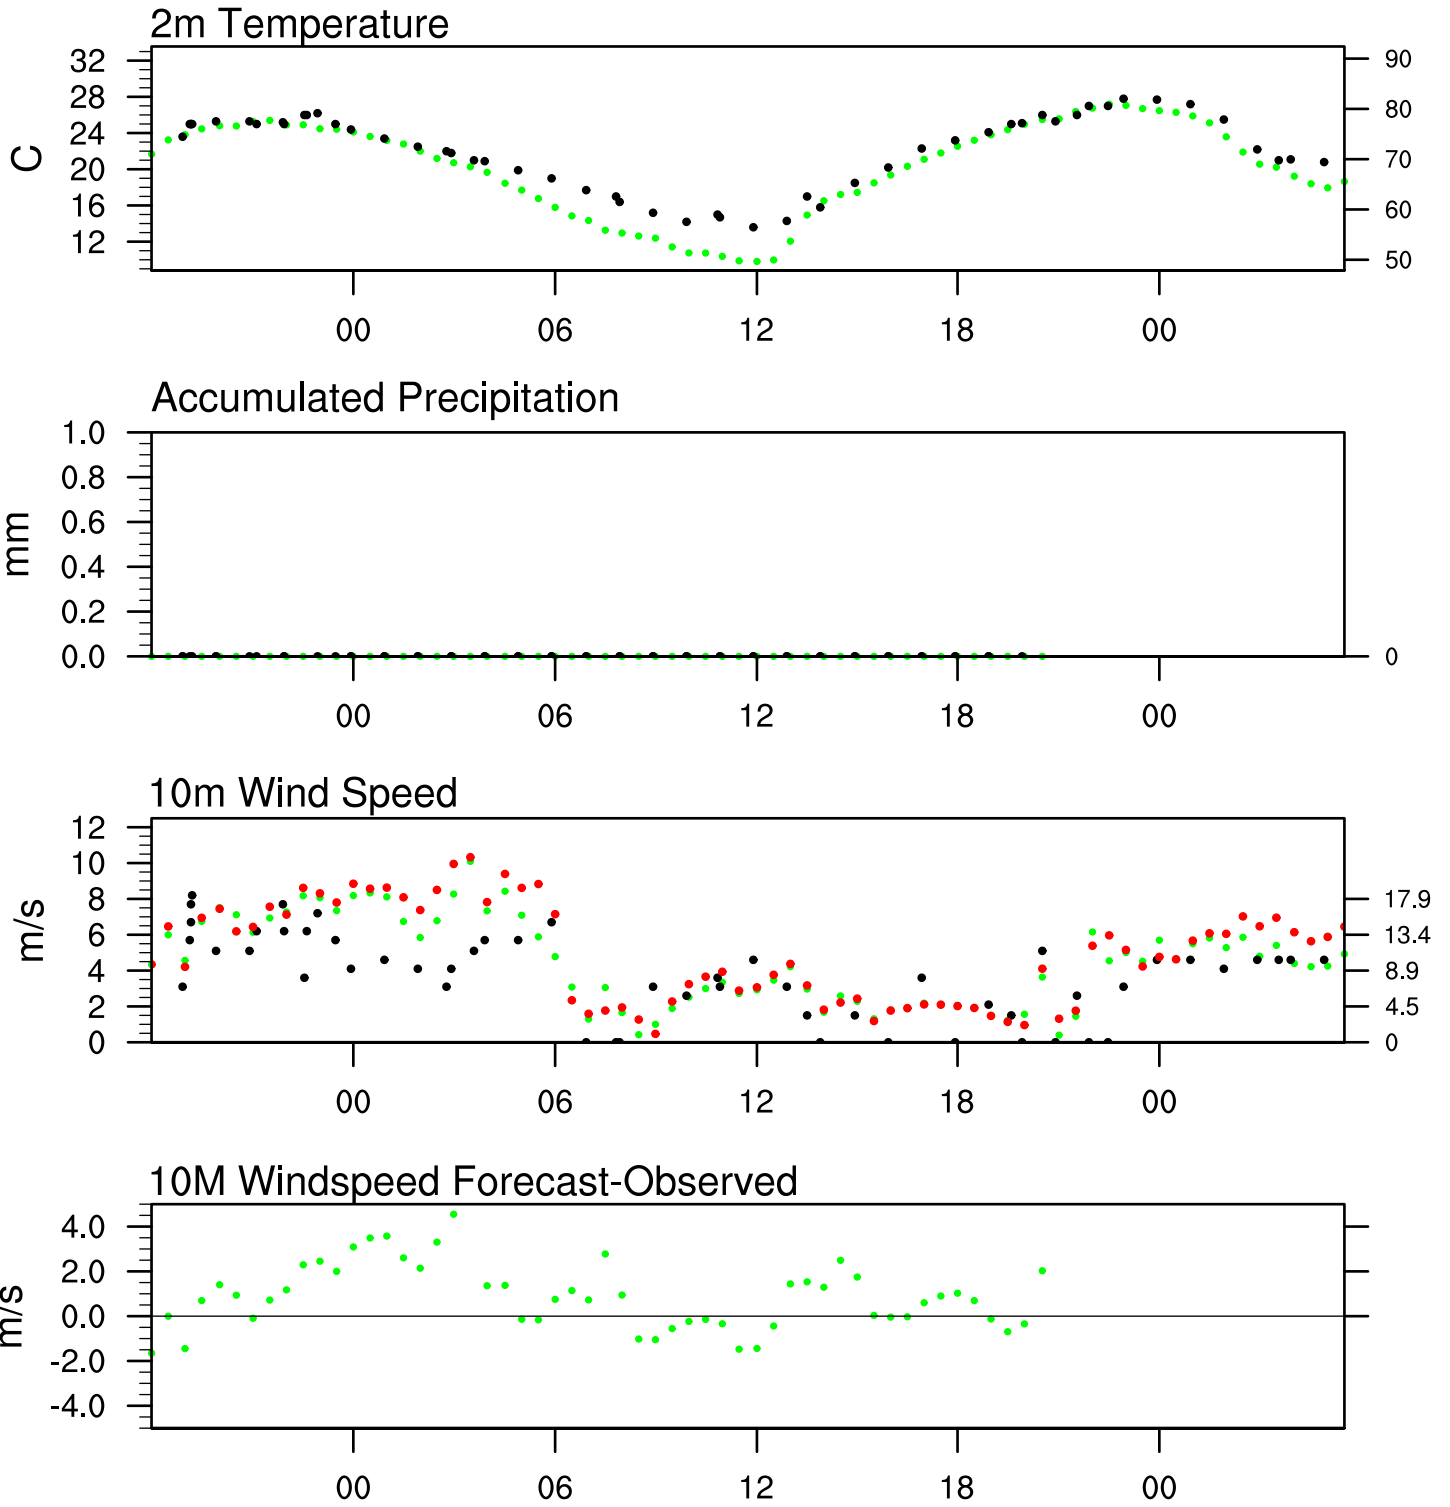 2m Temperature
32
28
24
20
16
12
C
90
80
70
60
50
00 06 12 18 00
Accumulated Precipitation
1.0
0.8
0.6
0.4
0.2
0.0
mm
0
00 06 12 18 00
10m Wind Speed
12
10
8
6
4
2
0
m/s
17.9
13.4
8.9
4.5
0
00 06 12 18 00
10M Windspeed Forecast-Observed
4.0
2.0
0.0
-2.0
-4.0
m/s
00 06 12 18 00